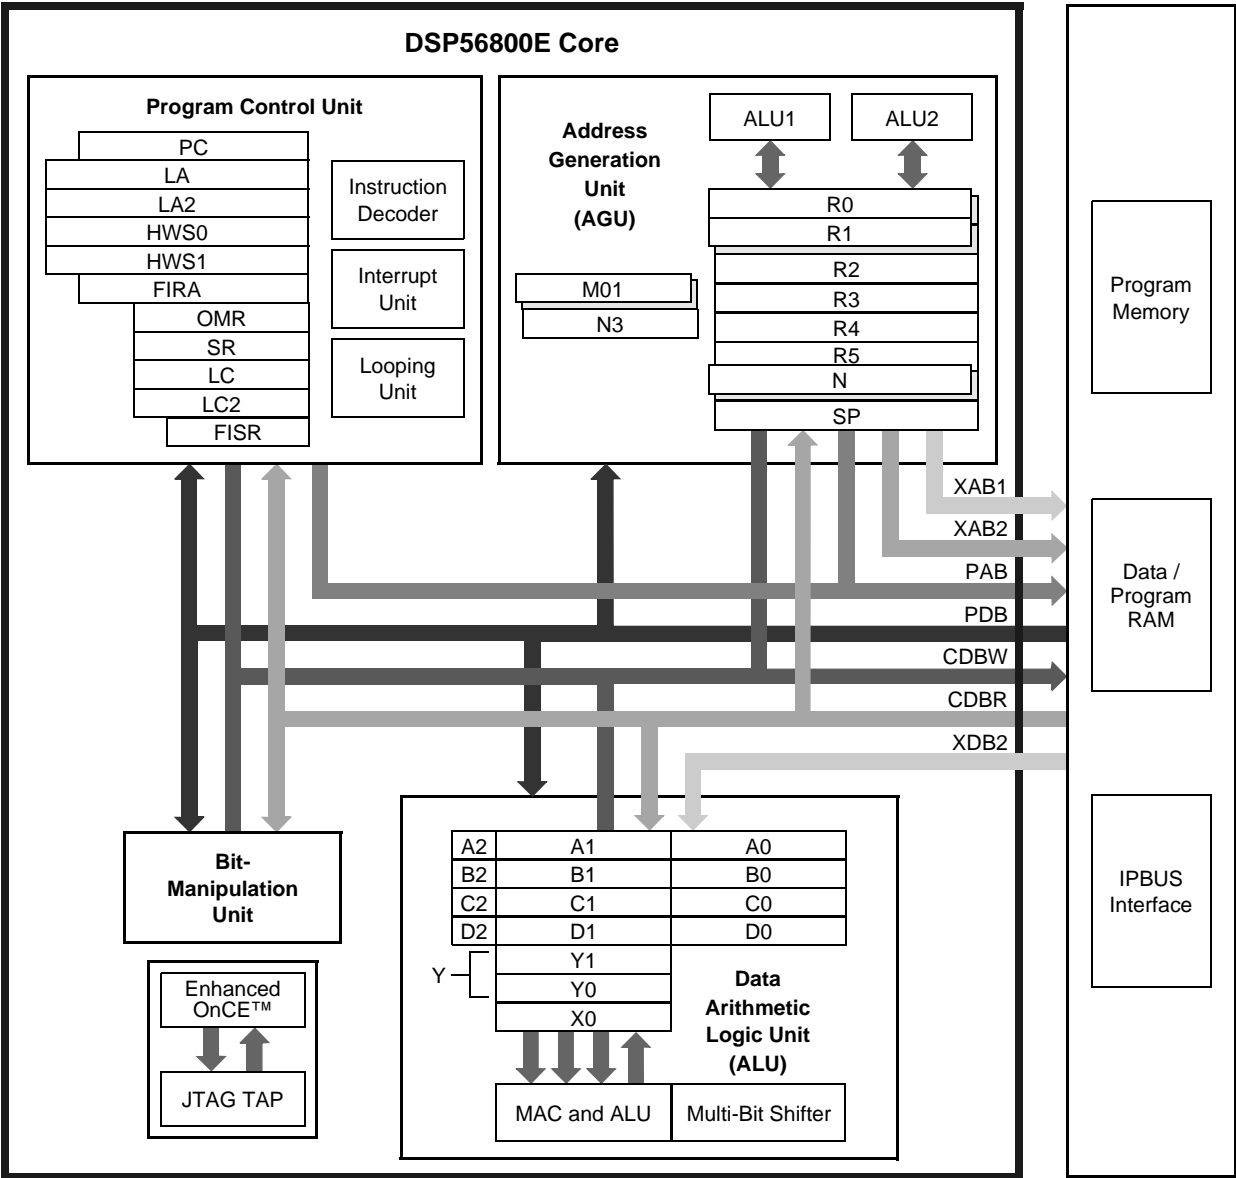 DSP56800E Core
Program Control Unit
PC
LA
LA2
HWS0
HWS1
FIRA
OMR
SR
LC
LC2
FISR
Instruction
Decoder
Interrupt
Unit
Looping
Unit
Address
Generation
Unit
(AGU)
ALU1
ALU2
R0
R1
R2
R3
R4
R5
N
SP
M01
N3
XAB1
XAB2
PAB
PDB
CDBW
CDBR
XDB2
Program
Memory
Data /
Program
RAM
IPBUS
Interface
Bit-
Manipulation
Unit
Enhanced
OnCE™
JTAG TAP
A2 A1 A0
B2 B1 B0
C2 C1 C0
D2 D1 D0
Y1
Y
Y0
X0
Data
Arithmetic
Logic Unit
(ALU)
MAC and ALU
Multi-Bit Shifter